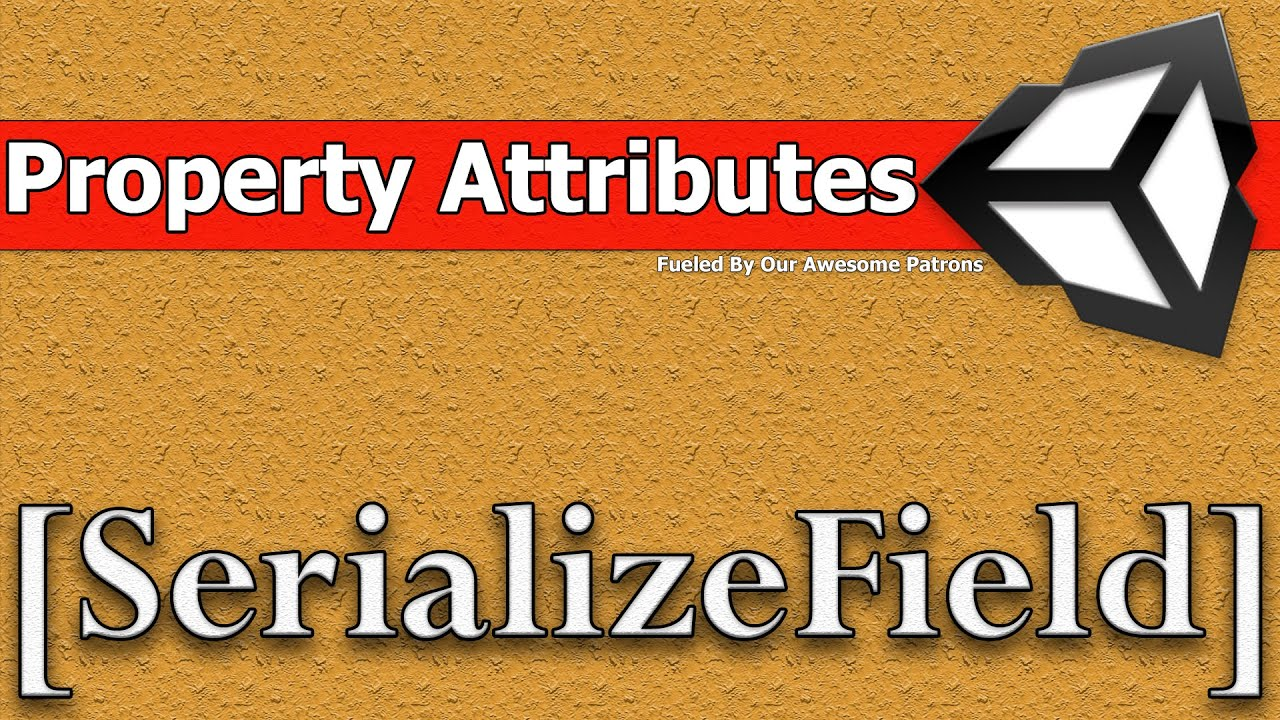 Property Attributes
Fueled By Our Awesome Patrons
[SerializeField]